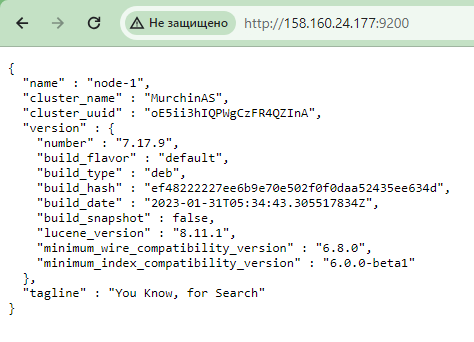 Не защищено http://158.160.24.177:9200
{
  "name" : "node-1",
  "cluster_name" : "MurchinAS",
  "cluster_uuid" : "oE5ii3hIQPWgCzFR4QZInA",
  "version" : {
    "number" : "7.17.9",
    "build_flavor" : "default",
    "build_type" : "deb",
    "build_hash" : "ef48222227ee6b9e70e502f0f0daa52435ee634d",
    "build_date" : "2023-01-31T05:34:43.305517834Z",
    "build_snapshot" : false,
    "lucene_version" : "8.11.1",
    "minimum_wire_compatibility_version" : "6.8.0",
    "minimum_index_compatibility_version" : "6.0.0-beta1"
  },
  "tagline" : "You Know, for Search"
}